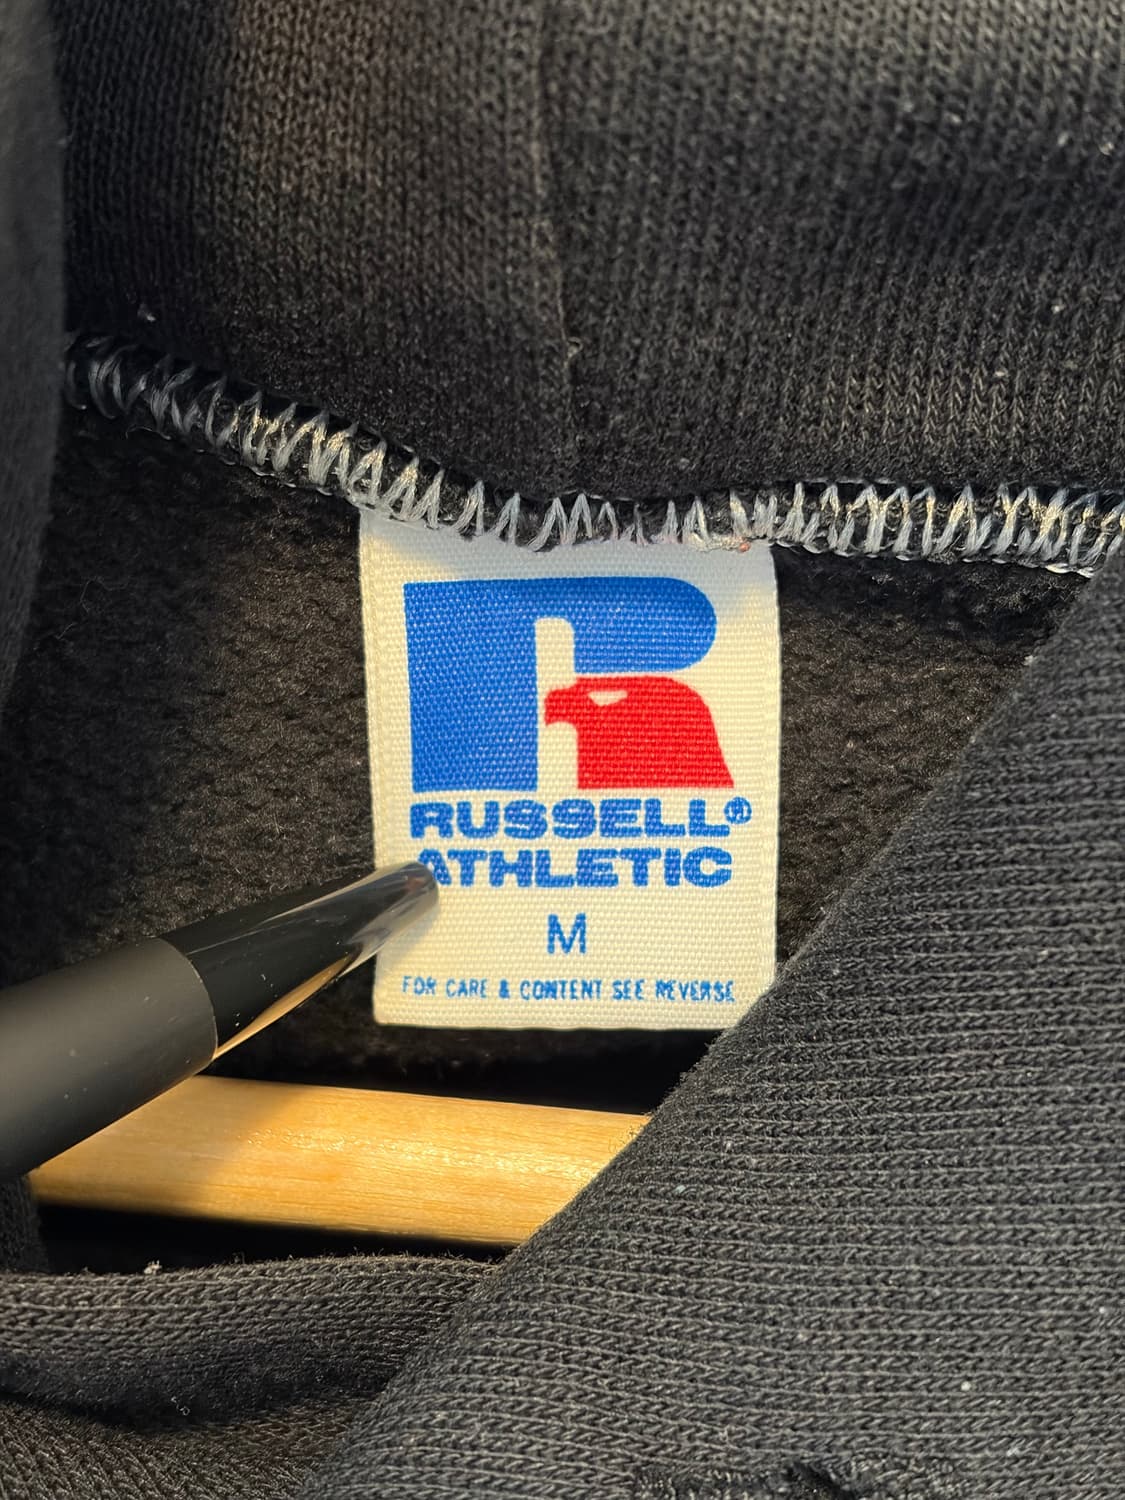 RUSSELL®
ATHLETIC
M
FOR CARE & CONTENT SEE REVERSE